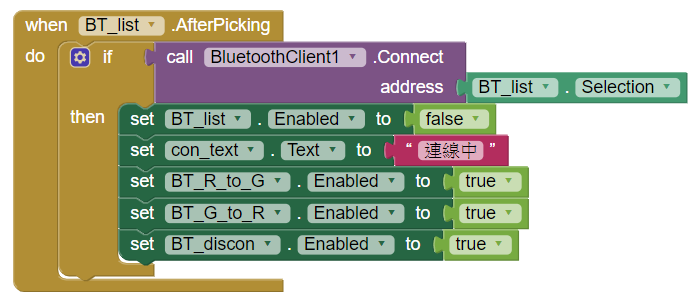 when BT_list .AfterPicking
do if call BluetoothClient1 .Connect
address BT_list . Selection
then set BT_list . Enabled to false
set con_text . Text to “ 連線中 ”
set BT_R_to_G . Enabled to true
set BT_G_to_R . Enabled to true
set BT_discon . Enabled to true